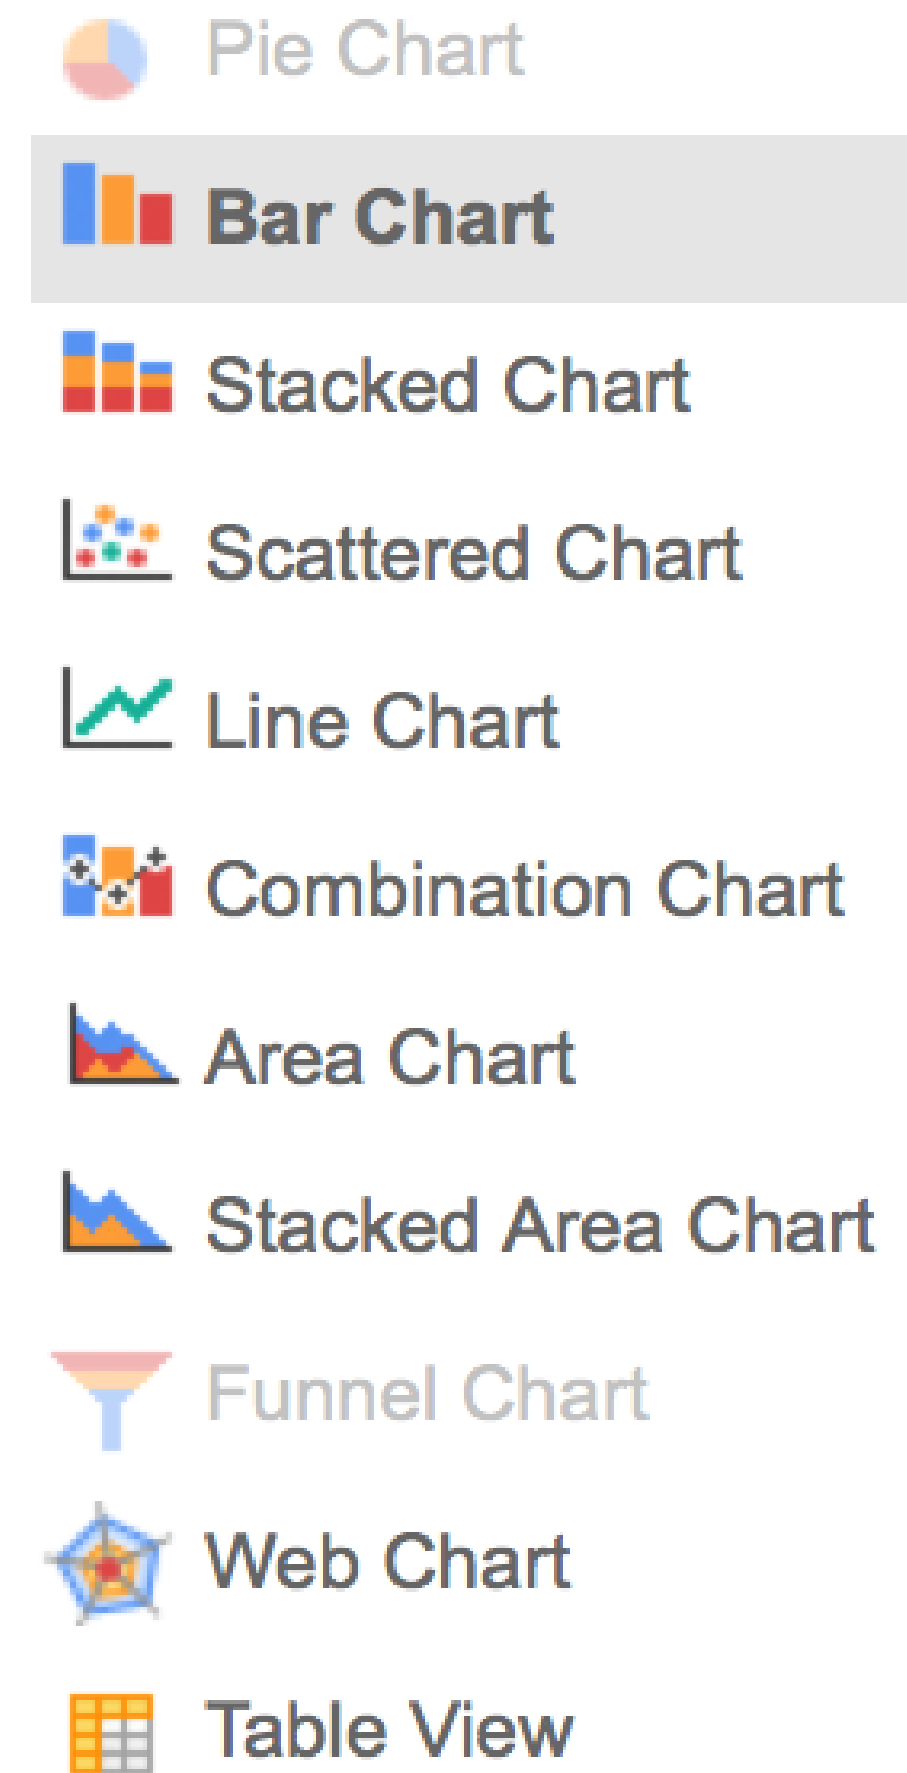 Pie Chart
Bar Chart
Stacked Chart
Scattered Chart
Line Chart
Combination Chart
Area Chart
Stacked Area Chart
Funnel Chart
Web Chart
Table View